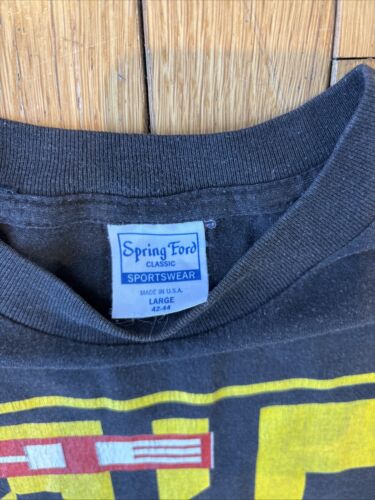 Spring Ford
CLASSIC
SPORTSWEAR
MADE IN U.S.A.
LARGE
42-44